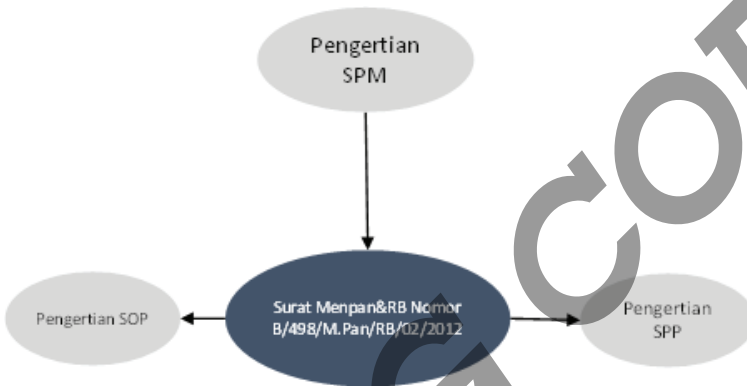 Pengertian
SPM
Pengertian SOP
Surat Menpan&RB Nomor
B/498/M.Pan/RB/02/2012
Pengertian
SPP